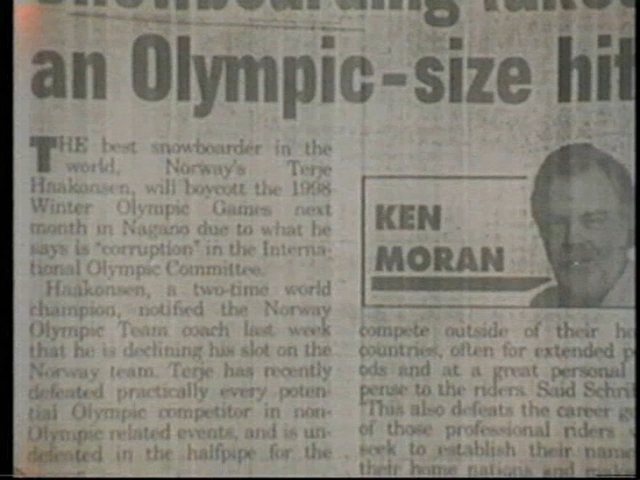 Snowboarding takes
an Olympic-size hit
THE best snowboarder in the
world, Norway's Terje
Haakonsen, will boycott the 1998
Winter Olympic Games next
month in Nagano due to what he
says is "corruption" in the Interna-
tional Olympic Committee.
Haakonsen, a two-time world
champion, notified the Norway
Olympic Team coach last week
that he is declining his slot on the
Norway team. Terje has recently
defeated practically every poten-
tial Olympic competitor in non-
Olympic related events, and is un-
defeated in the halfpipe for the
KEN
MORAN
compete outside of their
countries, often for extended
ods and at a great personal
pense to the riders. Said
"This also defeats the career
of those professional riders
seek to establish their name
their home nations and make